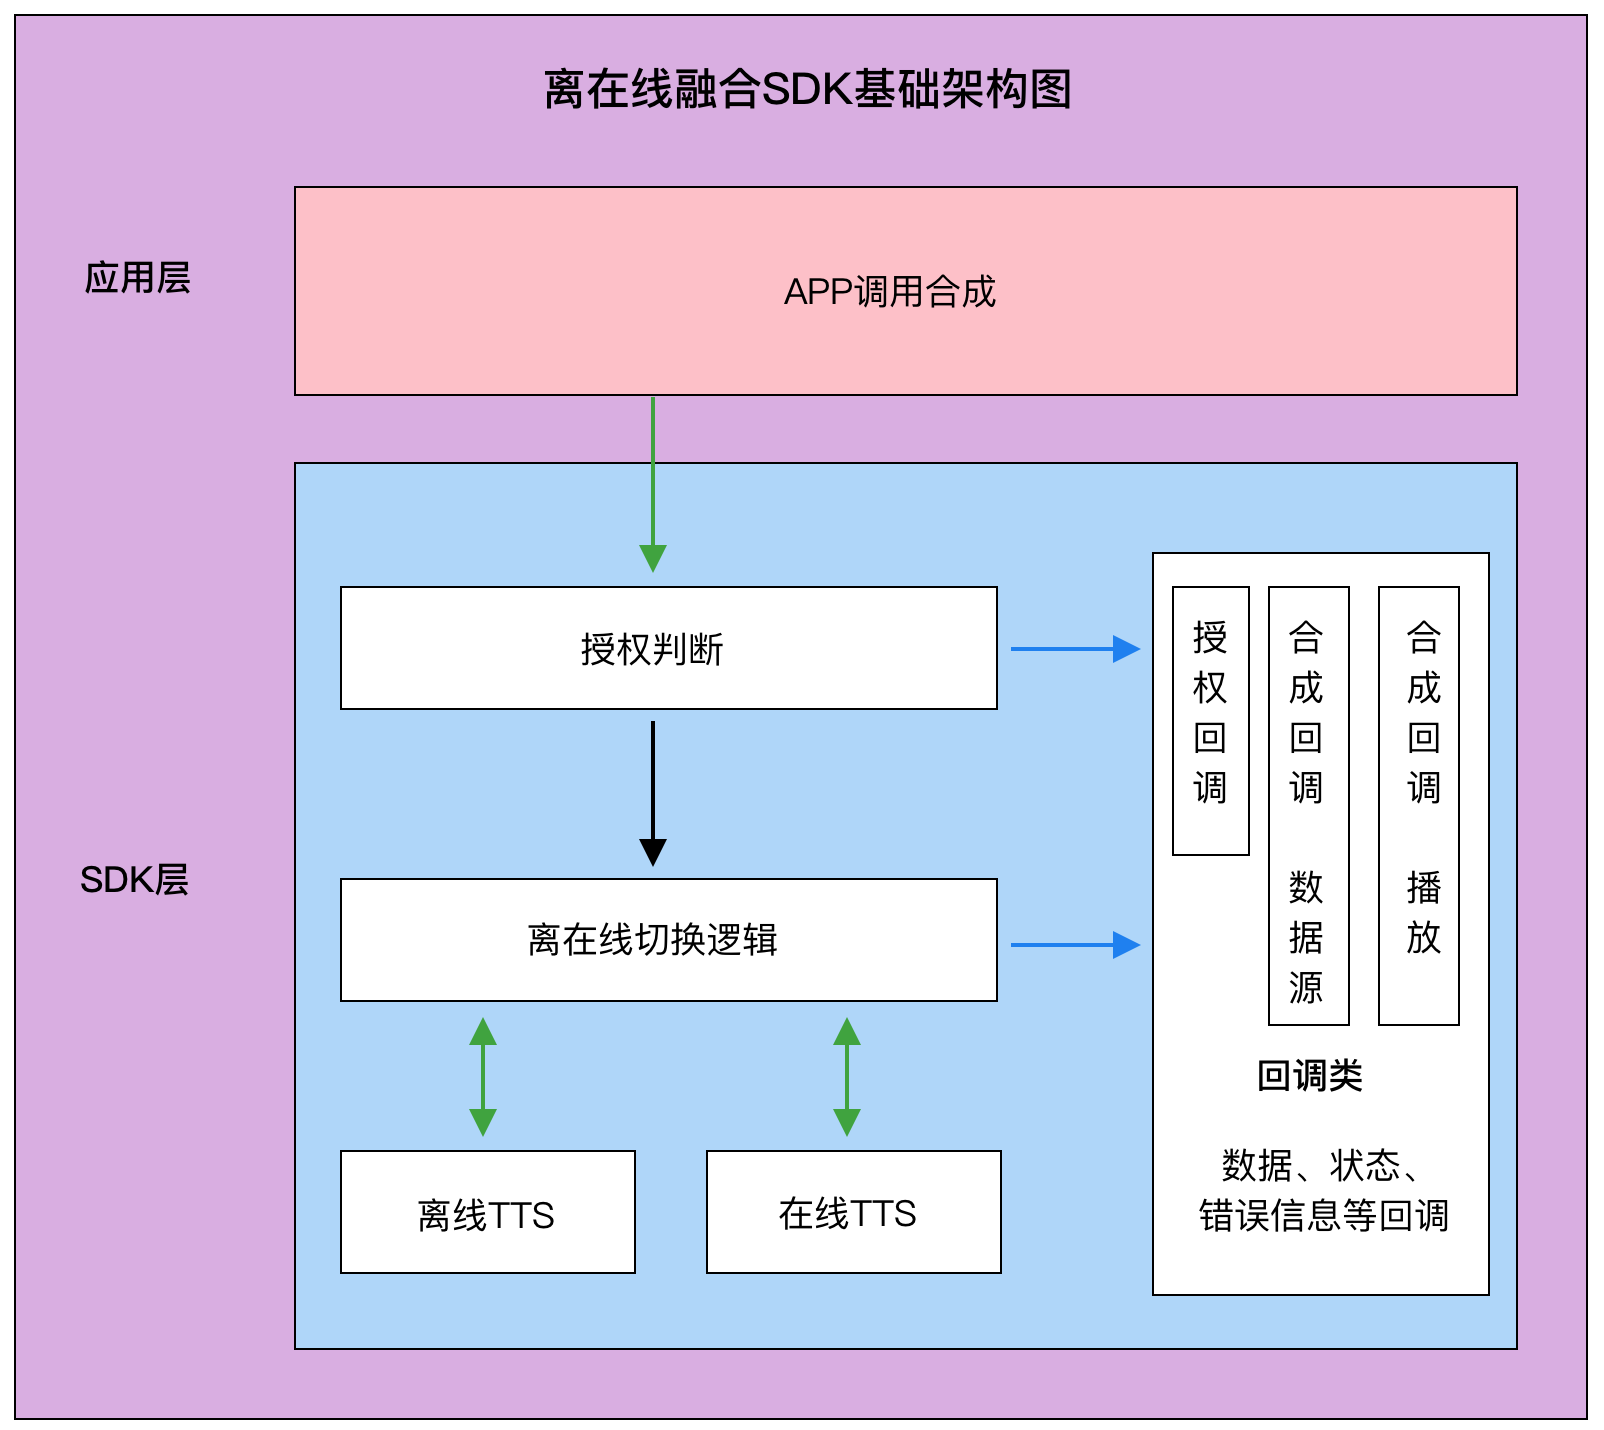 离在线融合SDK基础架构图
应用层
APP调用合成
SDK层
授权判断
离在线切换逻辑
离线TTS
在线TTS
授权回调
合成回调 数据源
合成回调 播放
回调类
数据、状态、
错误信息等回调